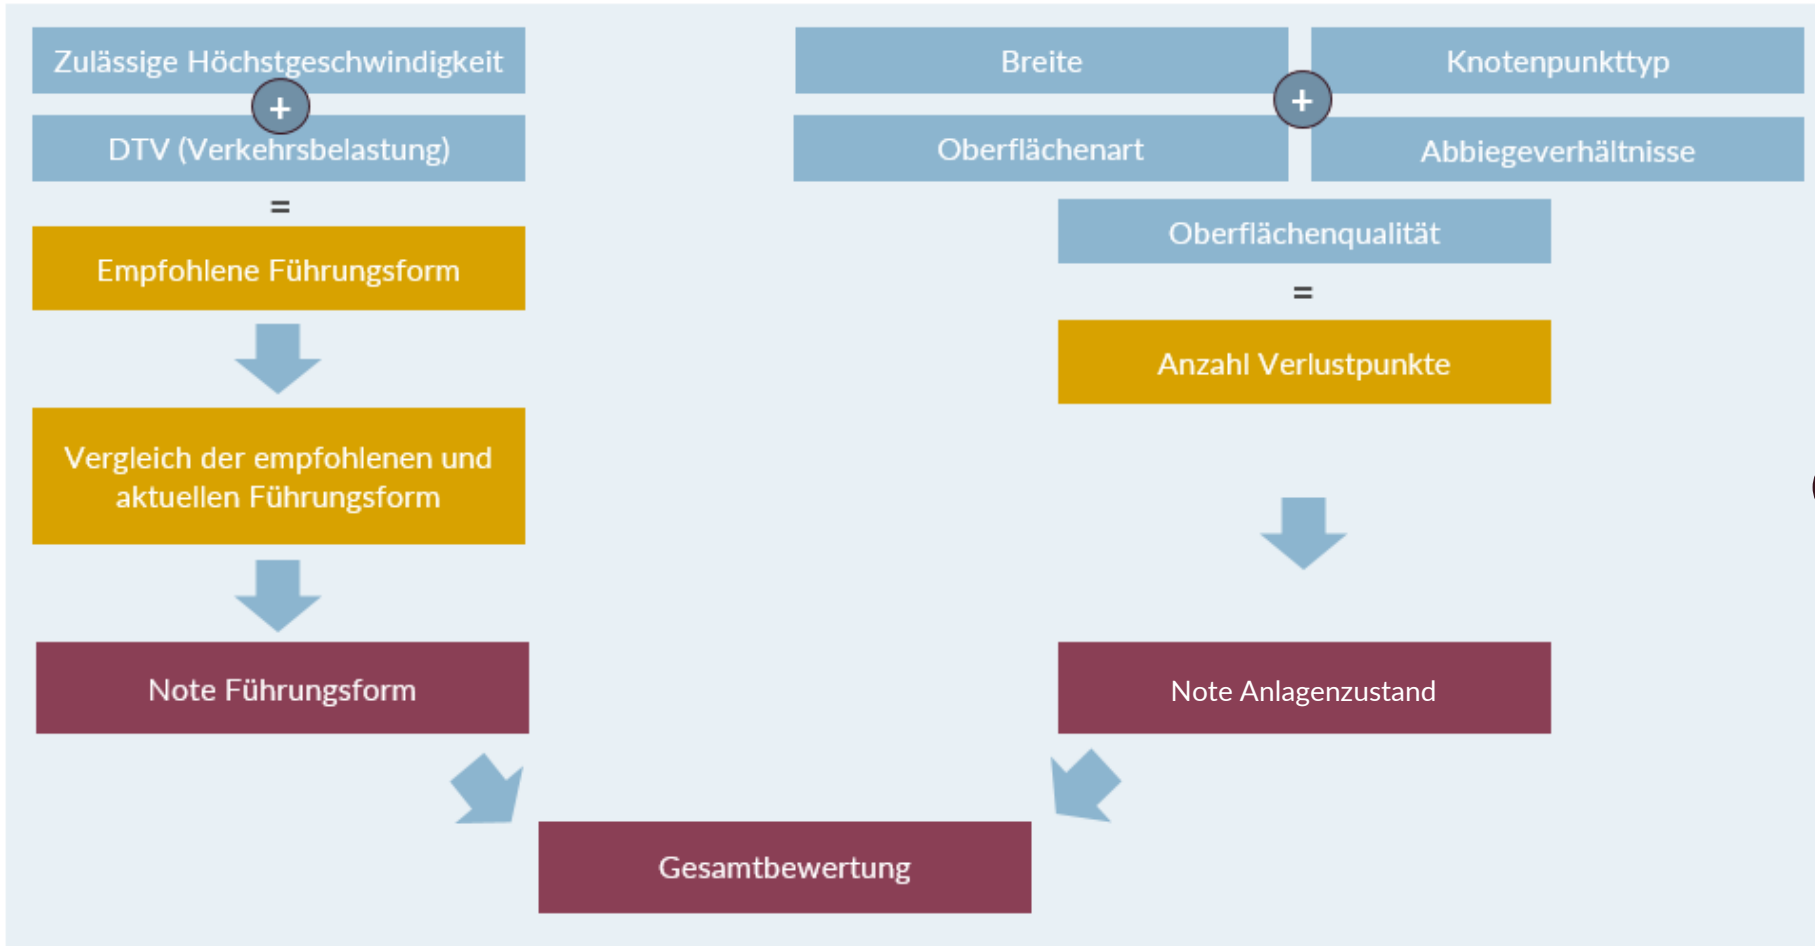 Zulässige Höchstgeschwindigkeit
+
DTV (Verkehrsbelastung)
=
Empfohlene Führungsform
Vergleich der empfohlenen und
aktuellen Führungsform
Note Führungsform
Breite
Knotenpunkttyp
+
Oberflächenart
Abbiegeverhältnisse
Oberflächenqualität
=
Anzahl Verlustpunkte
Note Anlagenzustand
Gesamtbewertung